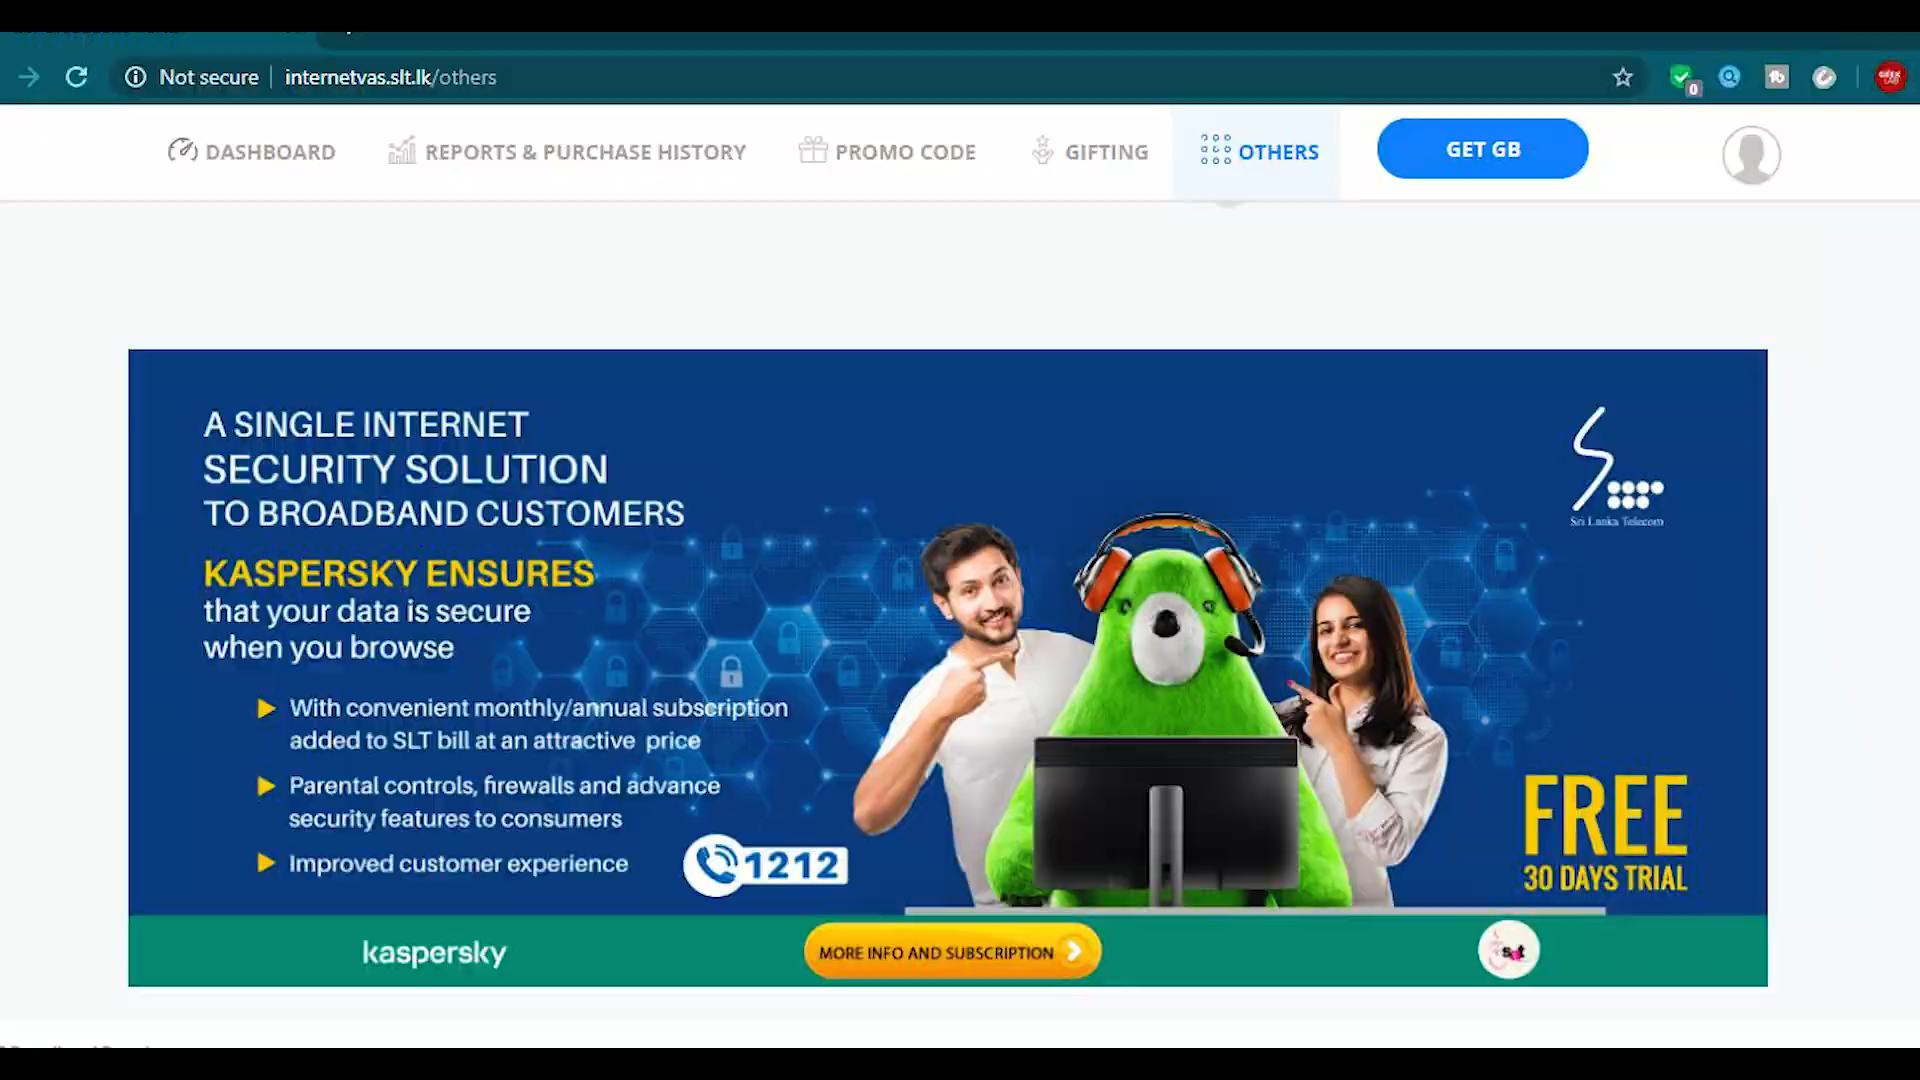 Not secure
internetvas.slt.lk/others
0
GEEK LAB
DASHBOARD
REPORTS & PURCHASE HISTORY
PROMO CODE
GIFTING
OTHERS
GET GB
A SINGLE INTERNET
SECURITY SOLUTION
TO BROADBAND CUSTOMERS
KASPERSKY ENSURES
that your data is secure
when you browse
With convenient monthly/annual subscription
added to SLT bill at an attractive price
Parental controls, firewalls and advance
security features to consumers
Improved customer experience
1212
Sri Lanka Telecom
FREE
30 DAYS TRIAL
kaspersky
MORE INFO AND SUBSCRIPTION